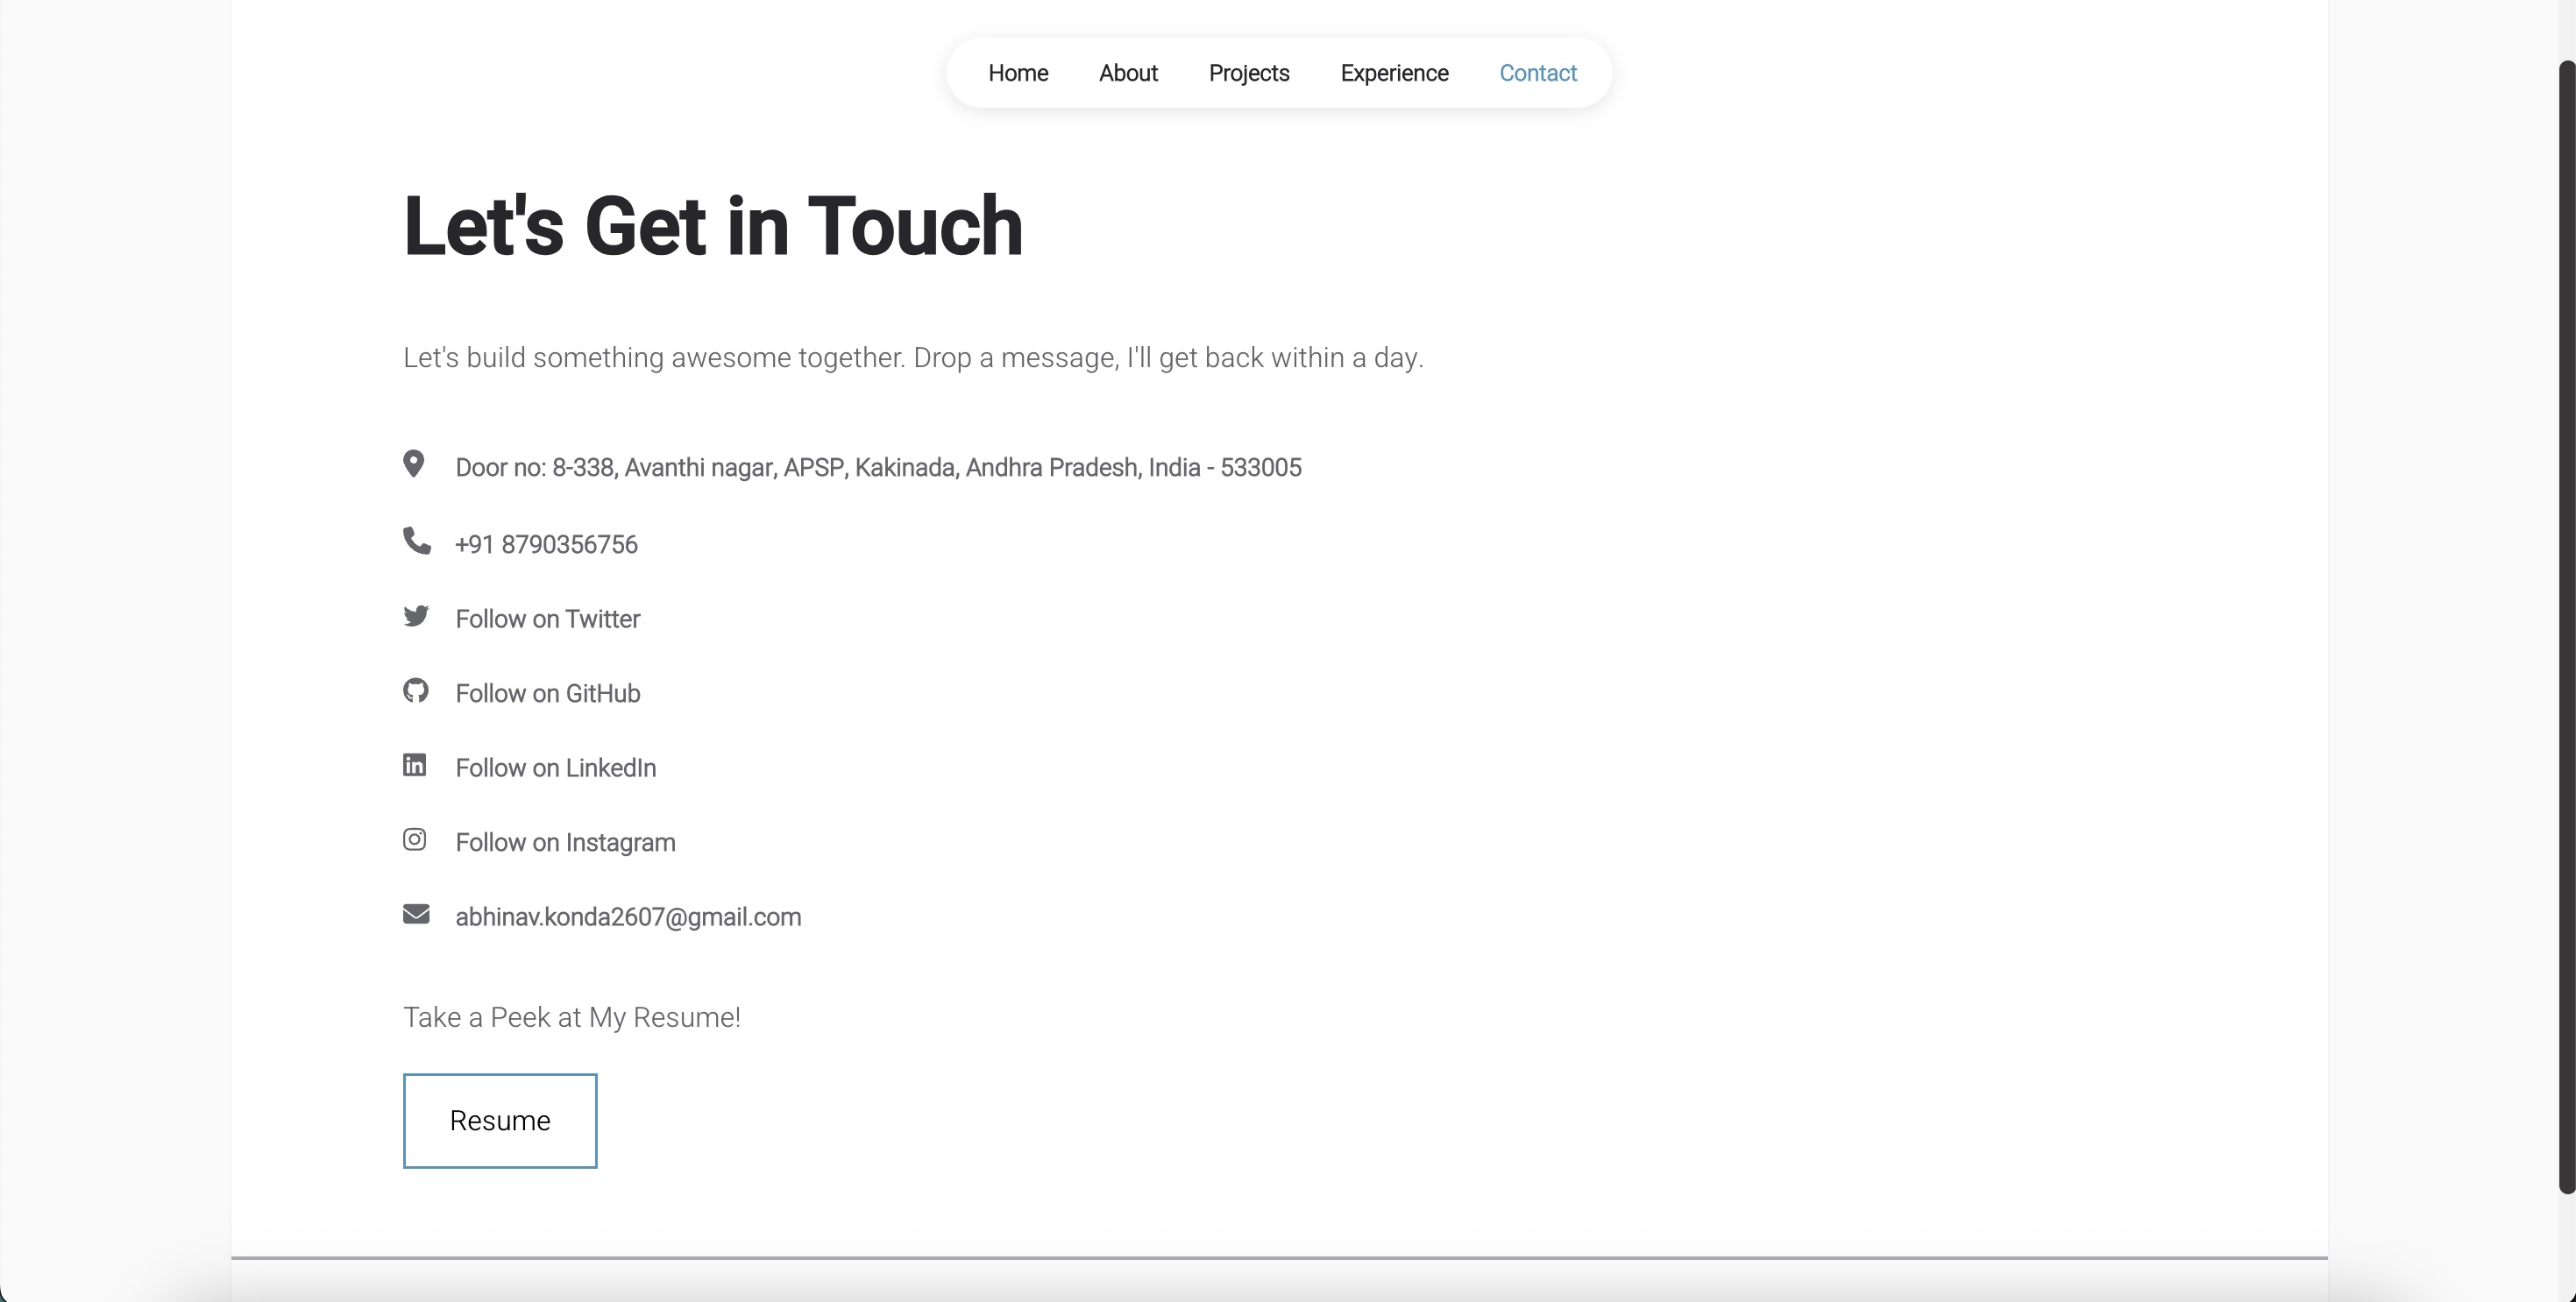 Home About Projects Experience Contact
Let's Get in Touch
Let's build something awesome together. Drop a message, I'll get back within a day.
Door no: 8-338, Avanthi nagar, APSP, Kakinada, Andhra Pradesh, India - 533005
+91 8790356756
Follow on Twitter
Follow on GitHub
Follow on LinkedIn
Follow on Instagram
abhinav.konda2607@gmail.com
Take a Peek at My Resume!
Resume